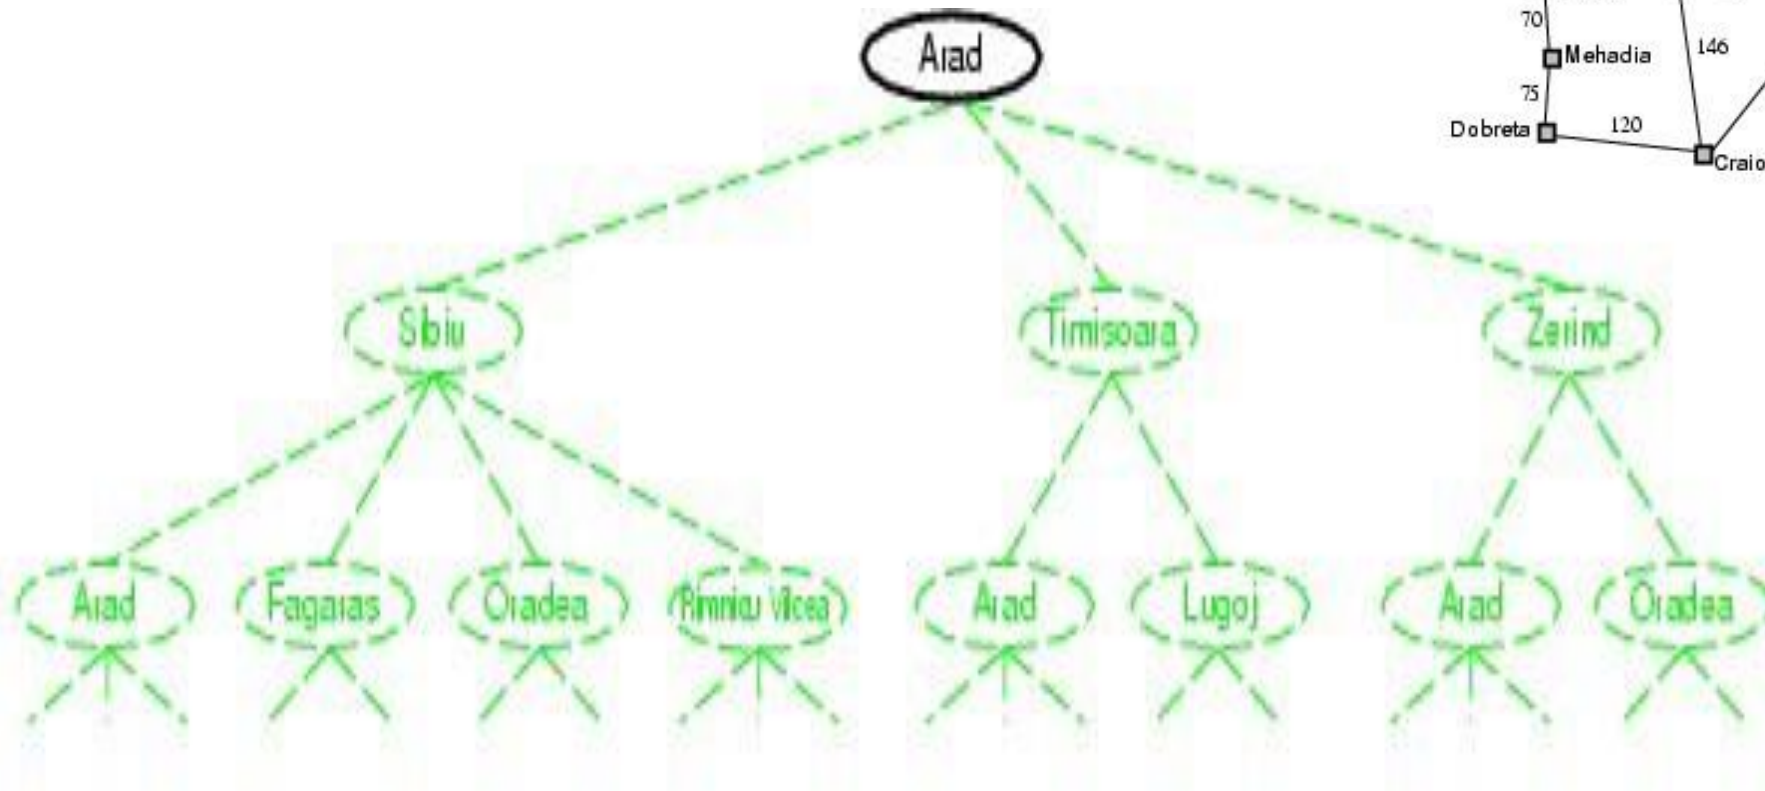 Arad
70
Mehadia
146
75
Dobreta
120
Craio
Sibiu
Timisoara
Zerind
Arad
Fagaras
Oradea
Rimnicu Vilcea
Arad
Lugoj
Arad
Oradea